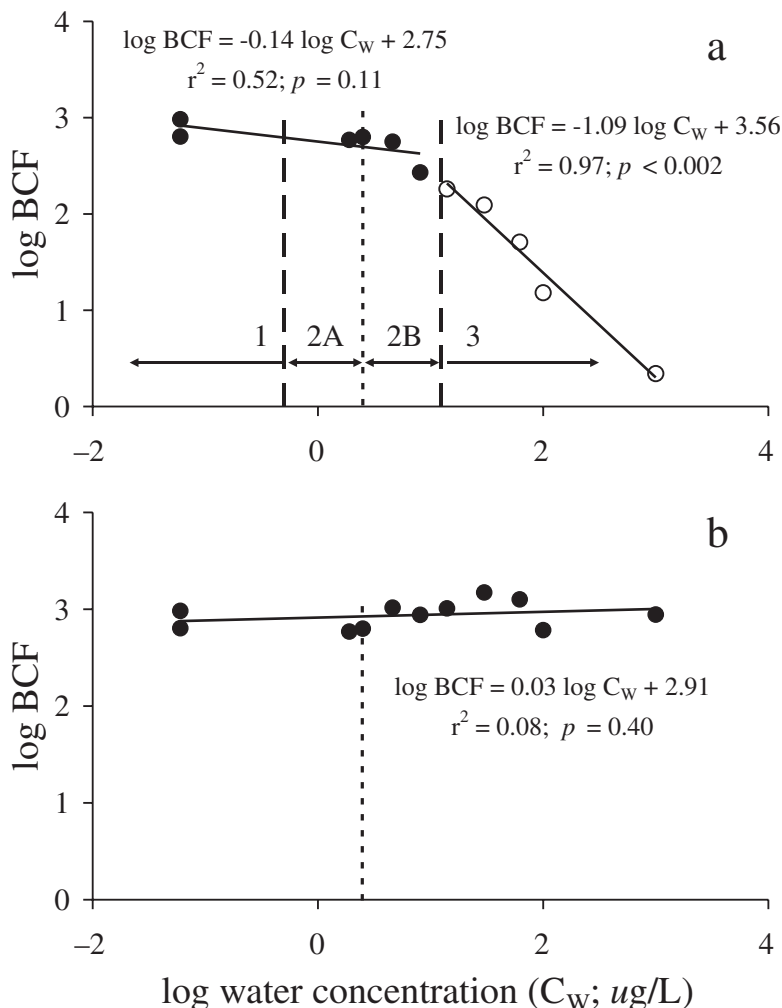 4
log BCF = -0.14 log C_W + 2.75
r² = 0.52; p = 0.11
a
3
log BCF = -1.09 log C_W + 3.56
r² = 0.97; p < 0.002
log BCF
2
1
1 2A 2B 3
0
–2 0 2 4
4
b
3
log BCF
log BCF = 0.03 log C_W + 2.91
2
r² = 0.08; p = 0.40
1
0
–2 0 2 4
log water concentration (C_W; ug/L)